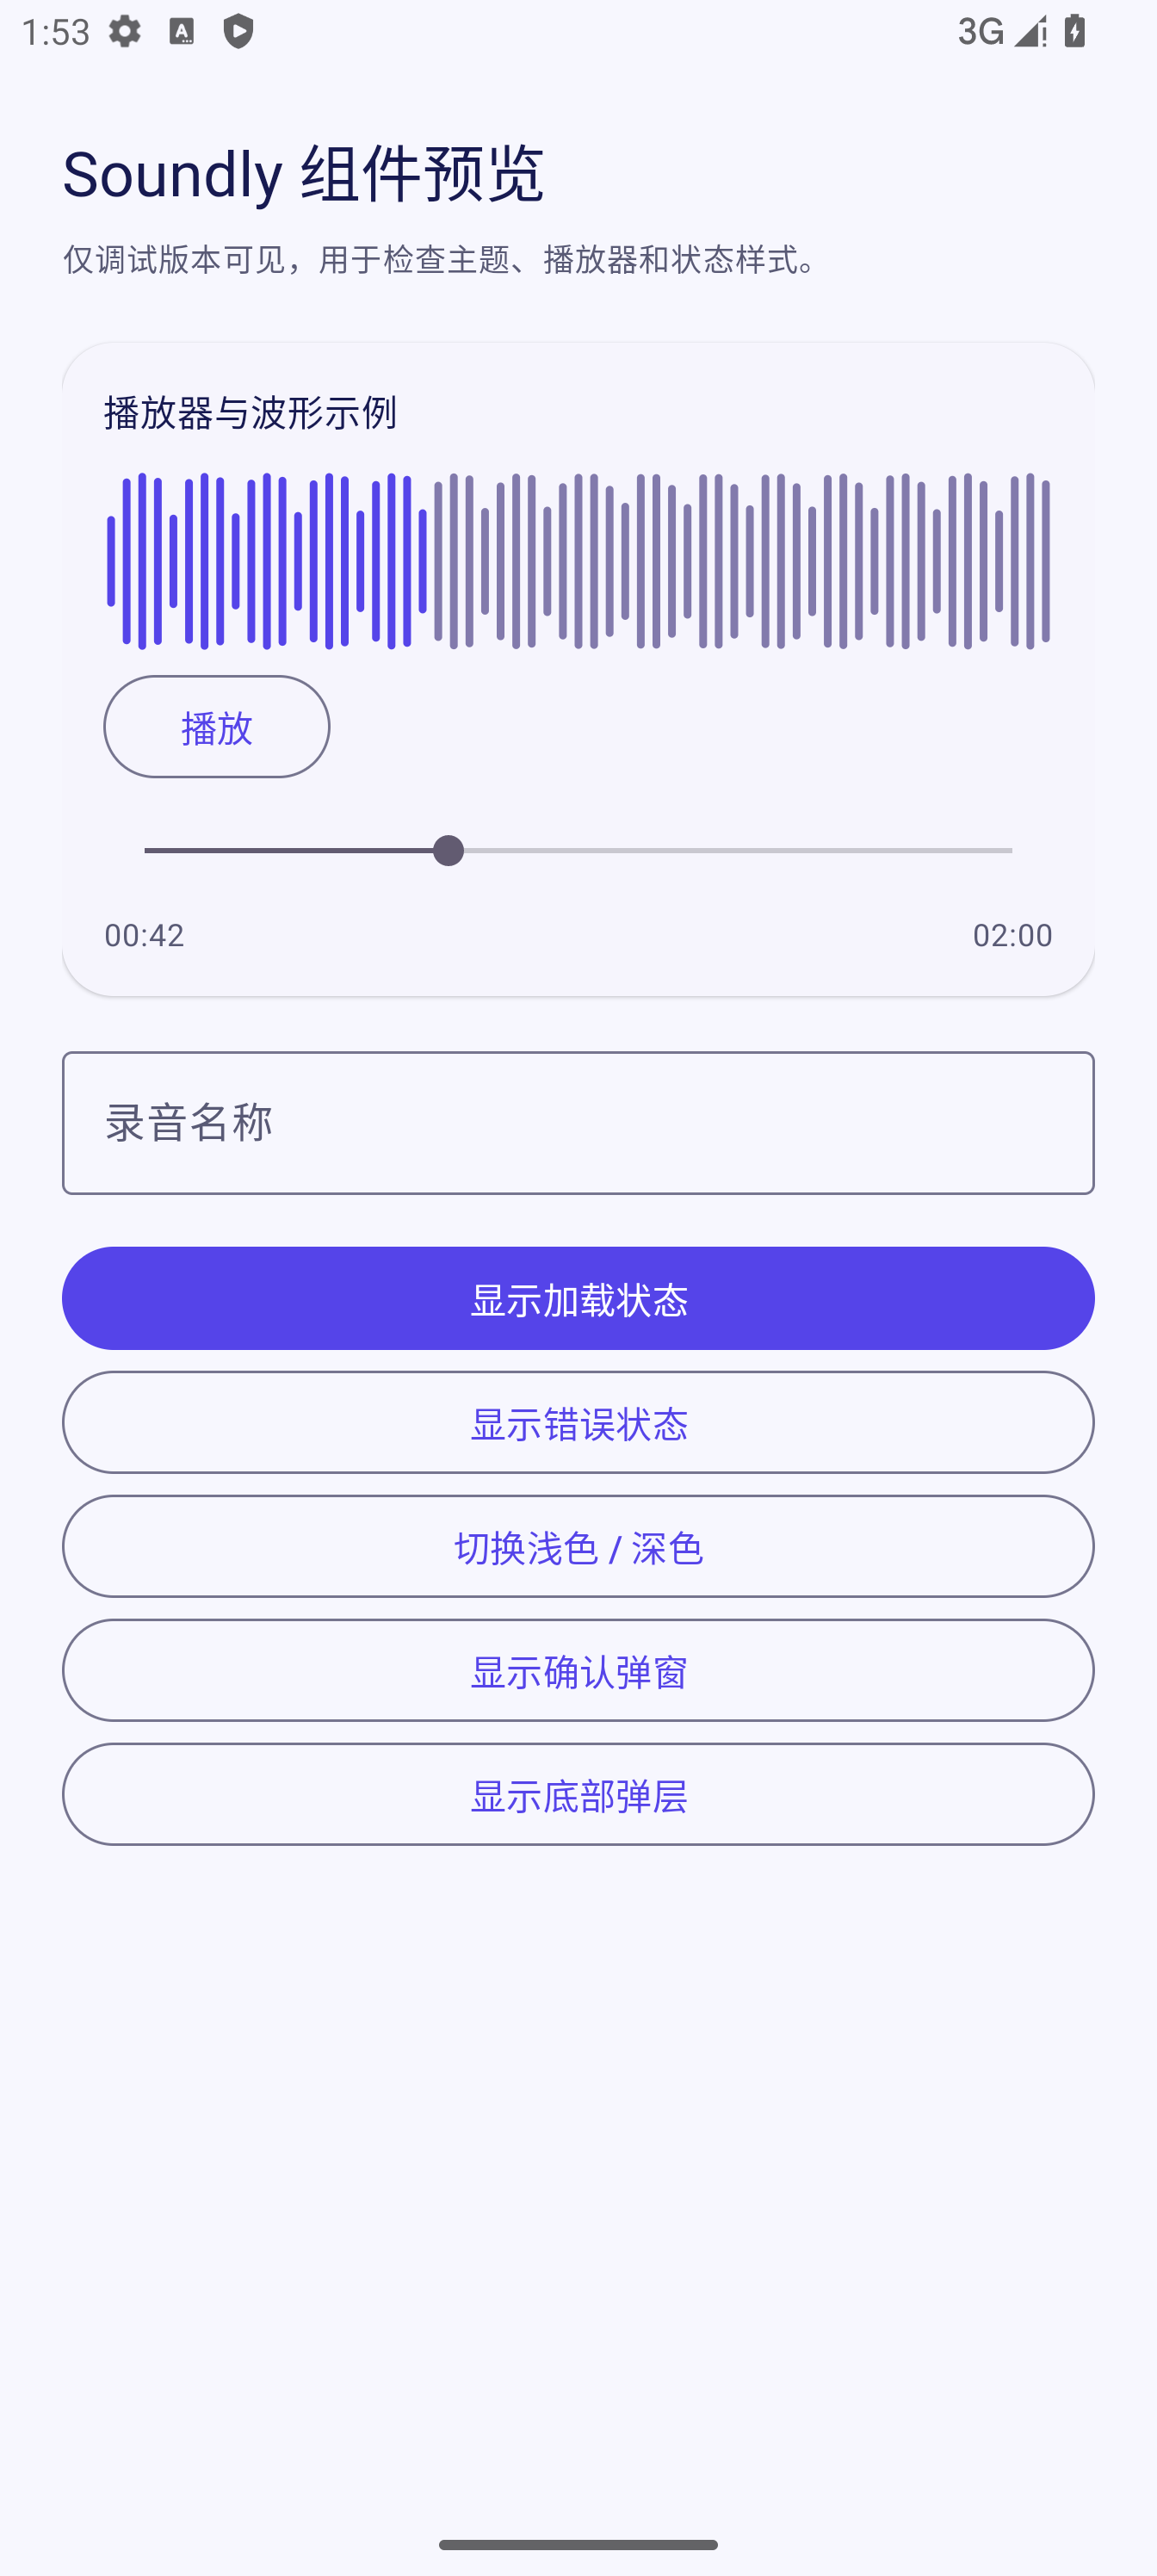 1:53
3G
Soundly 组件预览
仅调试版本可见，用于检查主题、播放器和状态样式。
播放器与波形示例
播放
00:42
02:00
录音名称
显示加载状态
显示错误状态
切换浅色 / 深色
显示确认弹窗
显示底部弹层